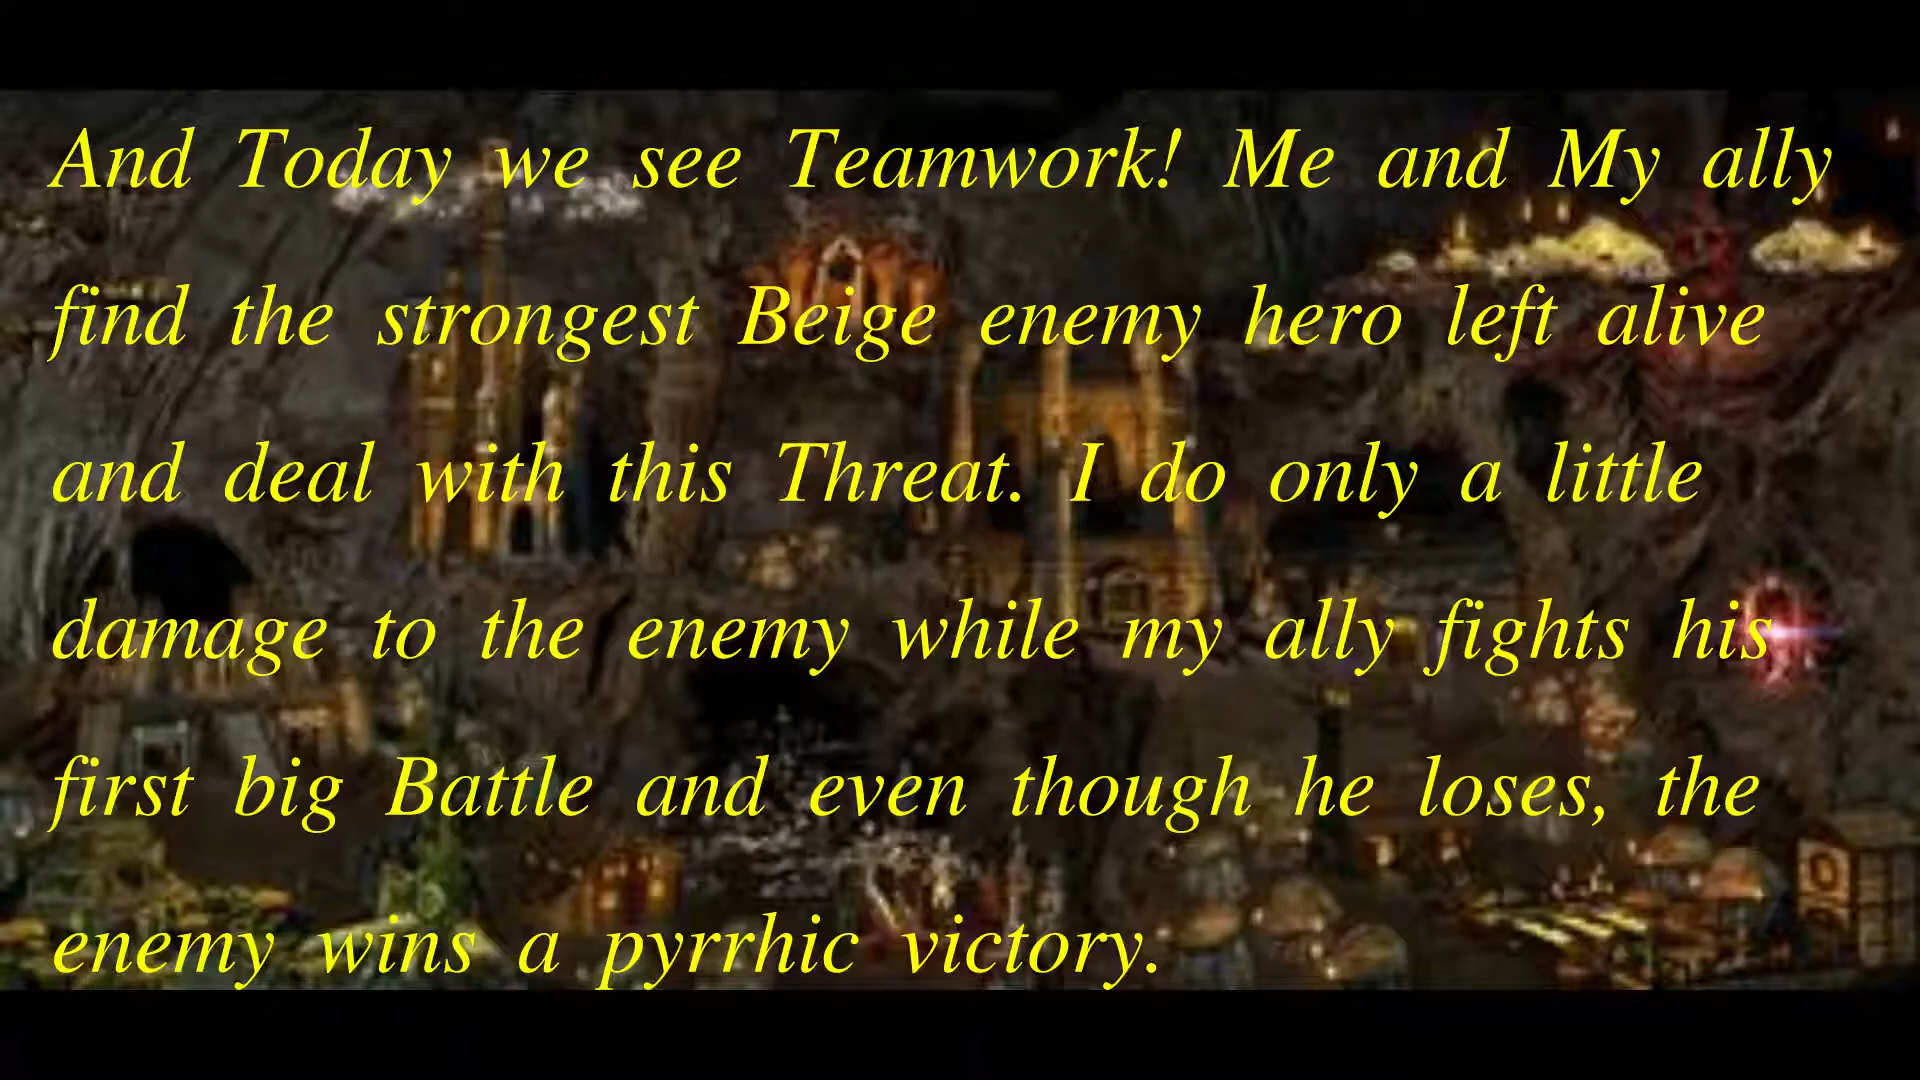 And Today we see Teamwork! Me and My ally
find the strongest Beige enemy hero left alive
and deal with this Threat. I do only a little
damage to the enemy while my ally fights his
first big Battle and even though he loses, the
enemy wins a pyrrhic victory.